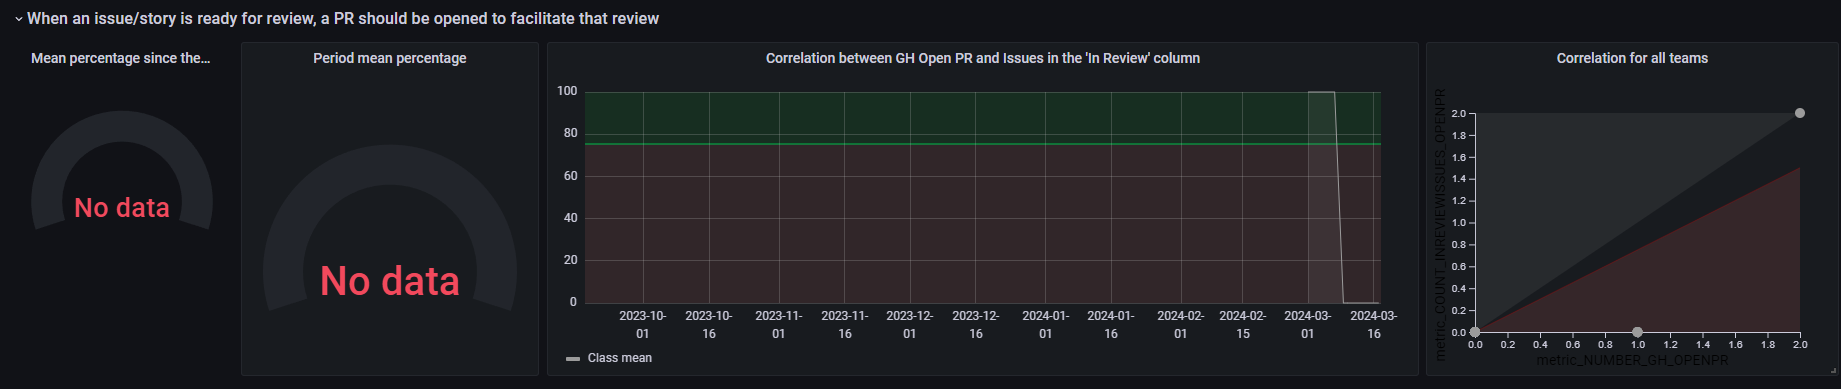 When an issue/story is ready for review, a PR should be opened to facilitate that review
Mean percentage since the...
No data
Period mean percentage
No data
Correlation between GH Open PR and Issues in the 'In Review' column
100
80
60
40
20
0
2023-10-01
2023-10-16
2023-11-01
2023-11-16
2023-12-01
2023-12-16
2024-01-01
2024-01-16
2024-02-01
2024-02-15
2024-03-01
2024-03-16
Class mean
Correlation for all teams
metric_COUNT_INREVIEWISSUES_OPENPR
2.0
1.8
1.6
1.4
1.2
1.0
0.8
0.6
0.4
0.2
0.0
0.0 0.2 0.4 0.6 0.8 1.0 1.2 1.4 1.6 1.8 2.0
metric_NUMBER_GH_OPENPR